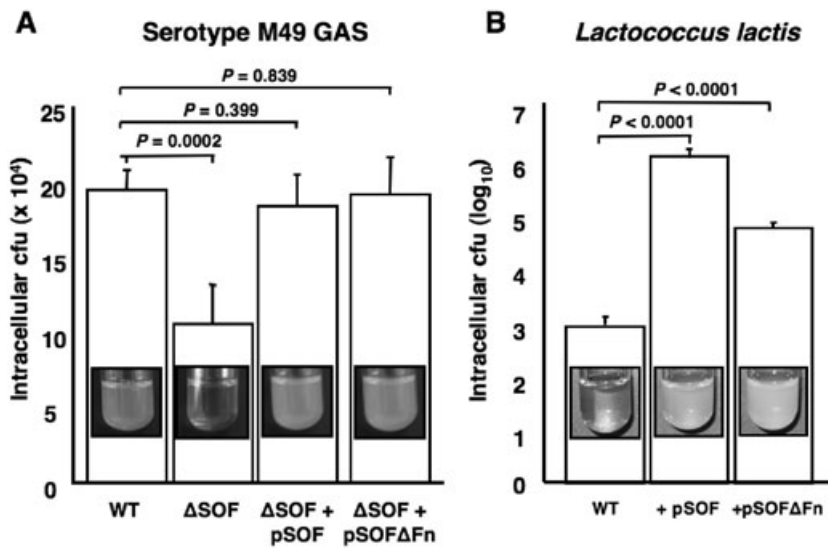 A
Serotype M49 GAS
P = 0.839
P = 0.399
P = 0.0002
Intracellular cfu (x 10⁴)
25
20
15
10
5
0
WT
ΔSOF
ΔSOF +
pSOF
ΔSOF +
pSOFΔFn
B
Lactococcus lactis
P < 0.0001
P < 0.0001
Intracellular cfu (log₁₀)
7
6
5
4
3
2
1
0
WT
+ pSOF
+pSOFΔFn